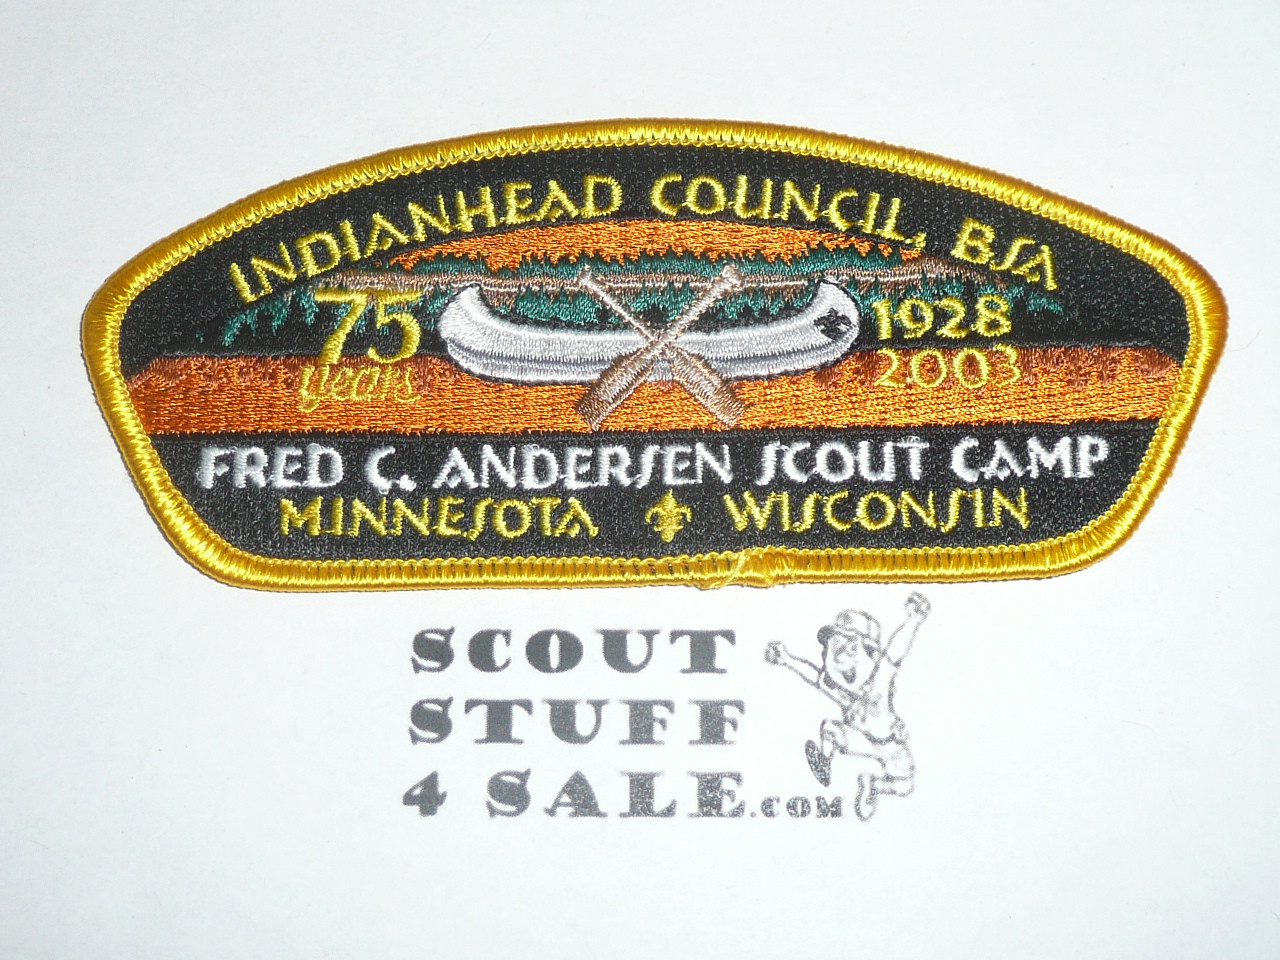 INDIANHEAD COUNCIL, BSA
75
years
1928
2003
FRED C. ANDERSEN SCOUT CAMP
MINNESOTA WISCONSIN
SCOUT
STUFF
4 SALE.COM